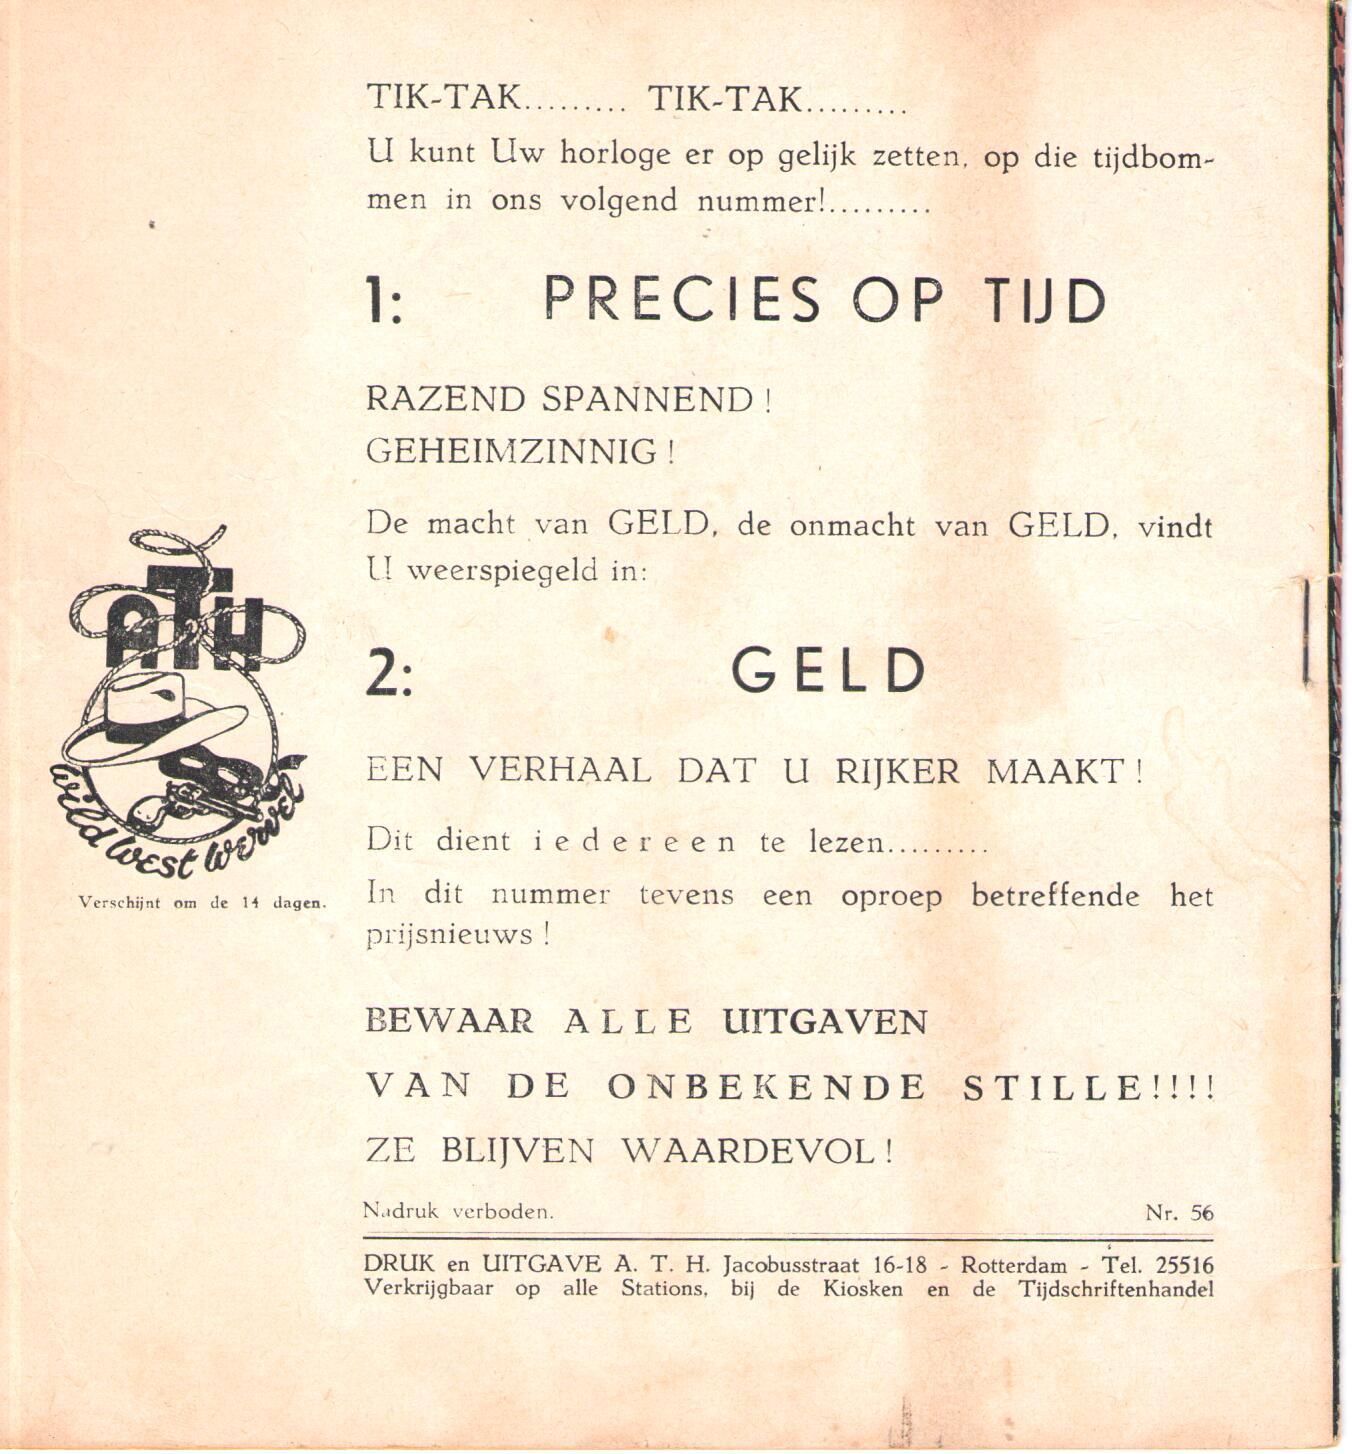 TIK-TAK......... TIK-TAK.........
U kunt Uw horloge er op gelijk zetten, op die tijdbom-
men in ons volgend nummer!.........
1: PRECIES OP TIJD
RAZEND SPANNEND!
GEHEIMZINNIG!
De macht van GELD, de onmacht van GELD, vindt
U weerspiegeld in:
2: GELD
EEN VERHAAL DAT U RIJKER MAAKT!
Dit dient iedereen te lezen.........
In dit nummer tevens een oproep betreffende het
prijsnieuws!
BEWAAR ALLE UITGAVEN
VAN DE ONBEKENDE STILLE!!!!
ZE BLIJVEN WAARDEVOL!
ATH
wild west wervel
Verschijnt om de 14 dagen.
Nadruk verboden. Nr. 56
DRUK en UITGAVE A. T. H. Jacobusstraat 16-18 - Rotterdam - Tel. 25516
Verkrijgbaar op alle Stations, bij de Kiosken en de Tijdschriftenhandel